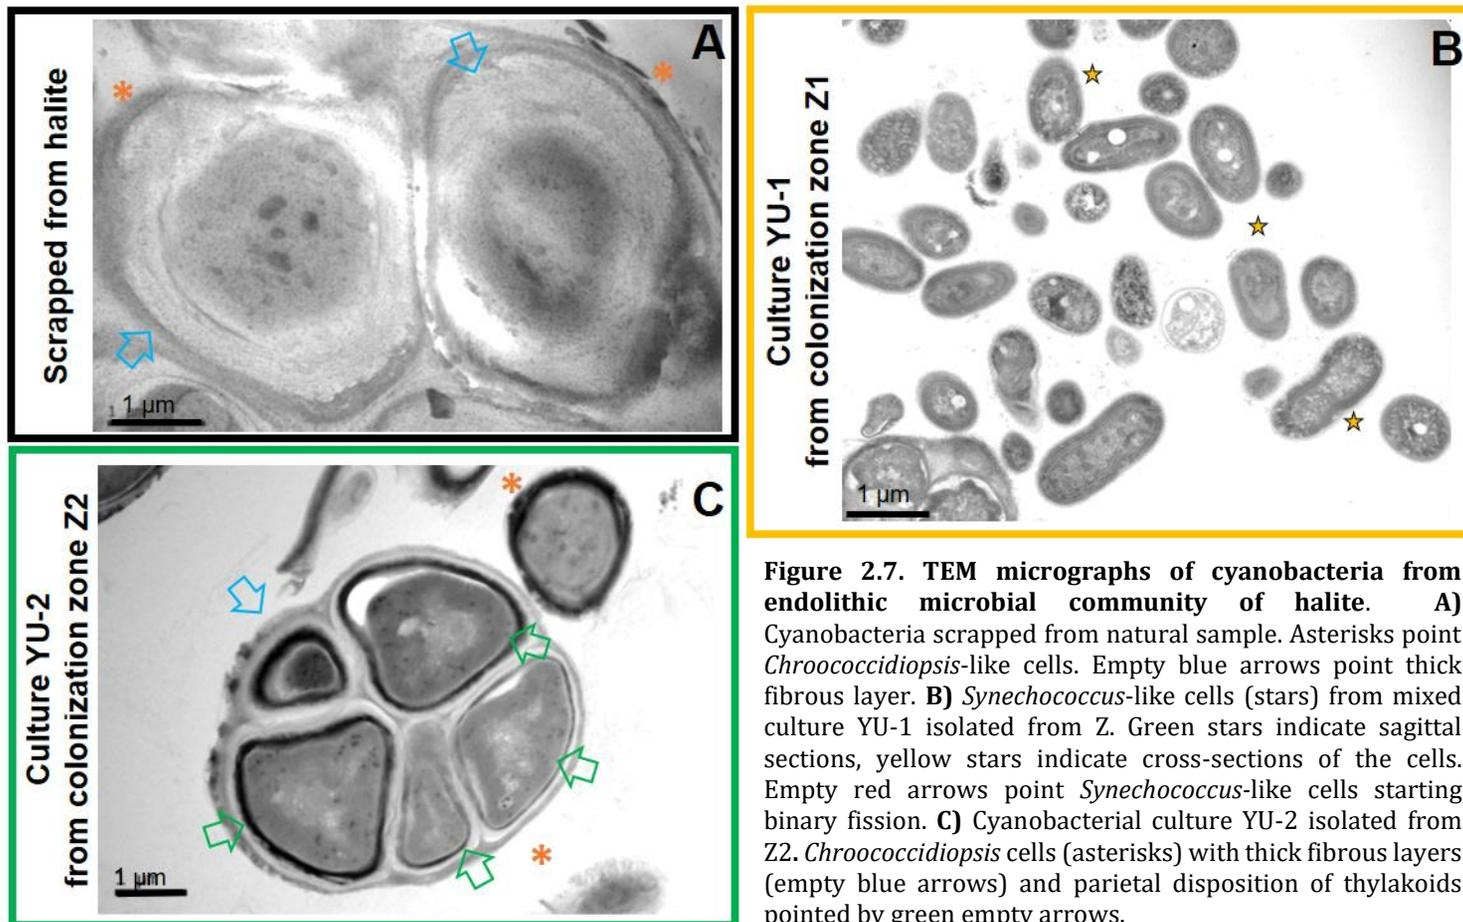 Scrapped from halite
A
1 µm
Culture YU-1
from colonization zone Z1
B
1 µm
Culture YU-2
from colonization zone Z2
C
1 µm
Figure 2.7. TEM micrographs of cyanobacteria from
endolithic microbial community of halite. A)
Cyanobacteria scrapped from natural sample. Asterisks point
Chroococcidiopsis-like cells. Empty blue arrows point thick
fibrous layer. B) Synechococcus-like cells (stars) from mixed
culture YU-1 isolated from Z. Green stars indicate sagittal
sections, yellow stars indicate cross-sections of the cells.
Empty red arrows point Synechococcus-like cells starting
binary fission. C) Cyanobacterial culture YU-2 isolated from
Z2. Chroococcidiopsis cells (asterisks) with thick fibrous layers
(empty blue arrows) and parietal disposition of thylakoids
pointed by green empty arrows.